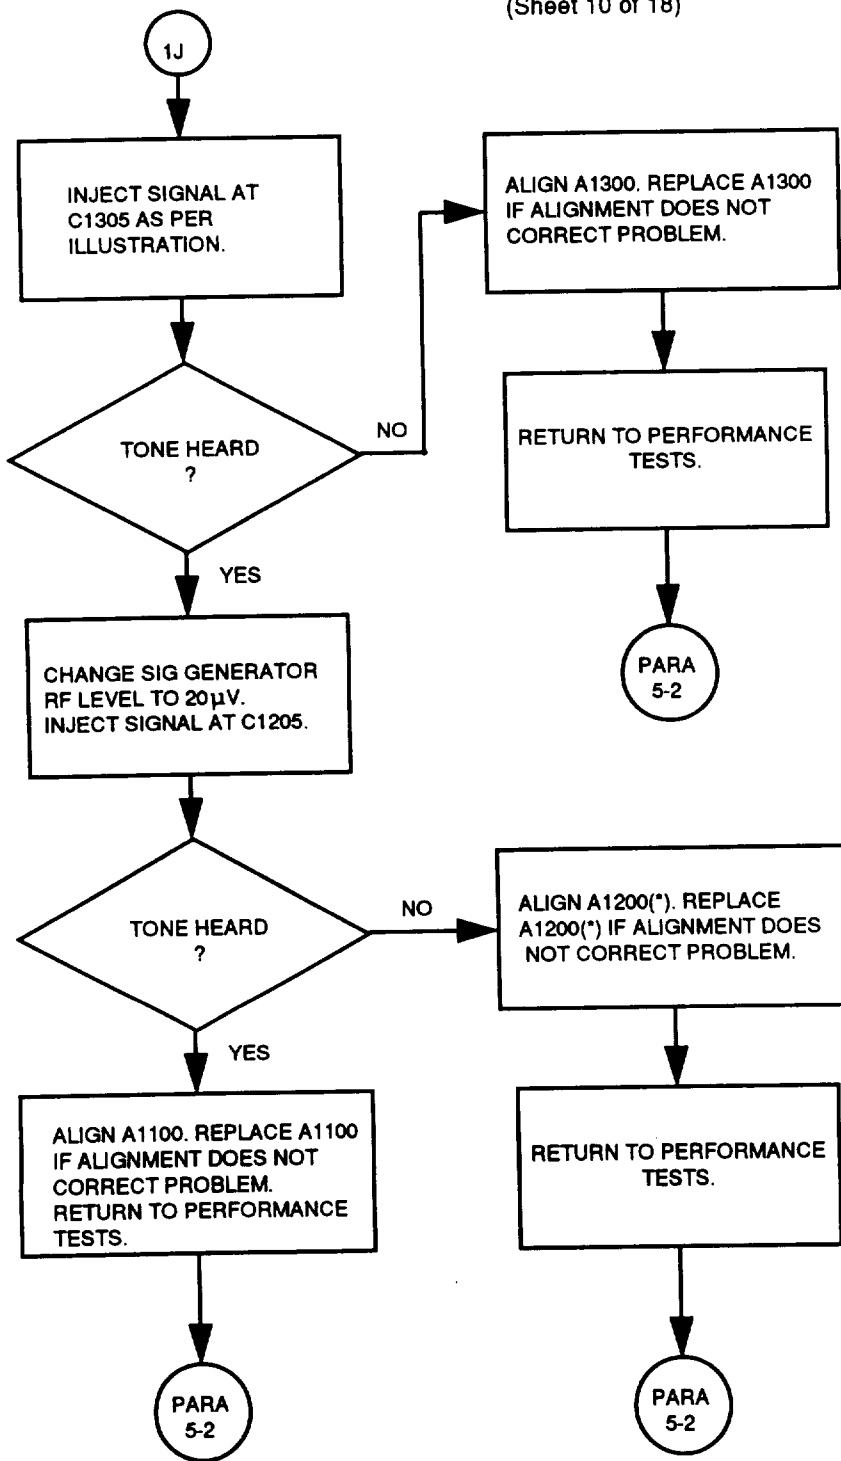 (Sheet 10 of 18)
1J
INJECT SIGNAL AT
C1305 AS PER
ILLUSTRATION.
ALIGN A1300. REPLACE A1300
IF ALIGNMENT DOES NOT
CORRECT PROBLEM.
TONE HEARD
?
NO
RETURN TO PERFORMANCE
TESTS.
YES
PARA
5-2
CHANGE SIG GENERATOR
RF LEVEL TO 20µV.
INJECT SIGNAL AT C1205.
TONE HEARD
?
NO
ALIGN A1200(*). REPLACE
A1200(*) IF ALIGNMENT DOES
NOT CORRECT PROBLEM.
YES
ALIGN A1100. REPLACE A1100
IF ALIGNMENT DOES NOT
CORRECT PROBLEM.
RETURN TO PERFORMANCE
TESTS.
RETURN TO PERFORMANCE
TESTS.
PARA
5-2
PARA
5-2